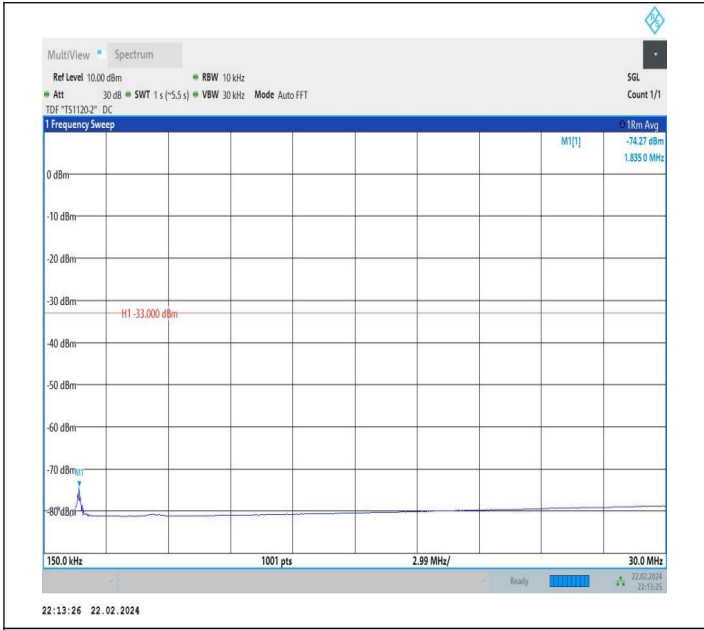 R&S
MultiView Spectrum
Ref Level 10.00 dBm RBW 10 kHz SGL
Att 30 dB SWT 1 s (~5.5 s) VBW 30 kHz Mode Auto FFT Count 1/1
TDF "TS1120-2" DC
1 Frequency Sweep 1Rm Avg
M1[1] -74.27 dBm
1.835 0 MHz
0 dBm
-10 dBm
-20 dBm
-30 dBm
H1 -33.000 dBm
-40 dBm
-50 dBm
-60 dBm
-70 dBm
M1
-80 dBm
150.0 kHz 1001 pts 2.99 MHz/ 30.0 MHz
Ready 22.02.2024
22:13:25
22:13:26 22.02.2024